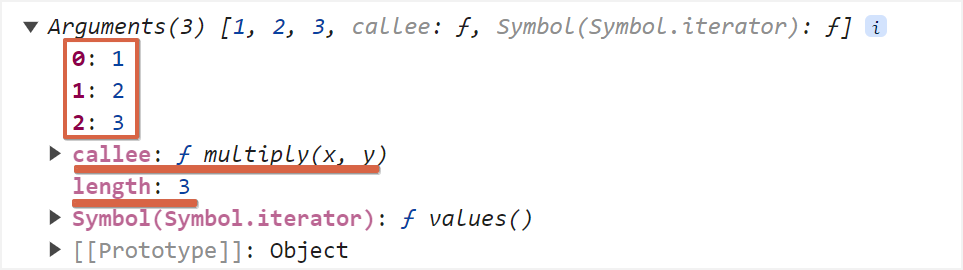 ▼ Arguments(3) [1, 2, 3, callee: ƒ, Symbol(Symbol.iterator): ƒ] i
0: 1
1: 2
2: 3
▶ callee: ƒ multiply(x, y)
length: 3
▶ Symbol(Symbol.iterator): ƒ values()
▶ [[Prototype]]: Object